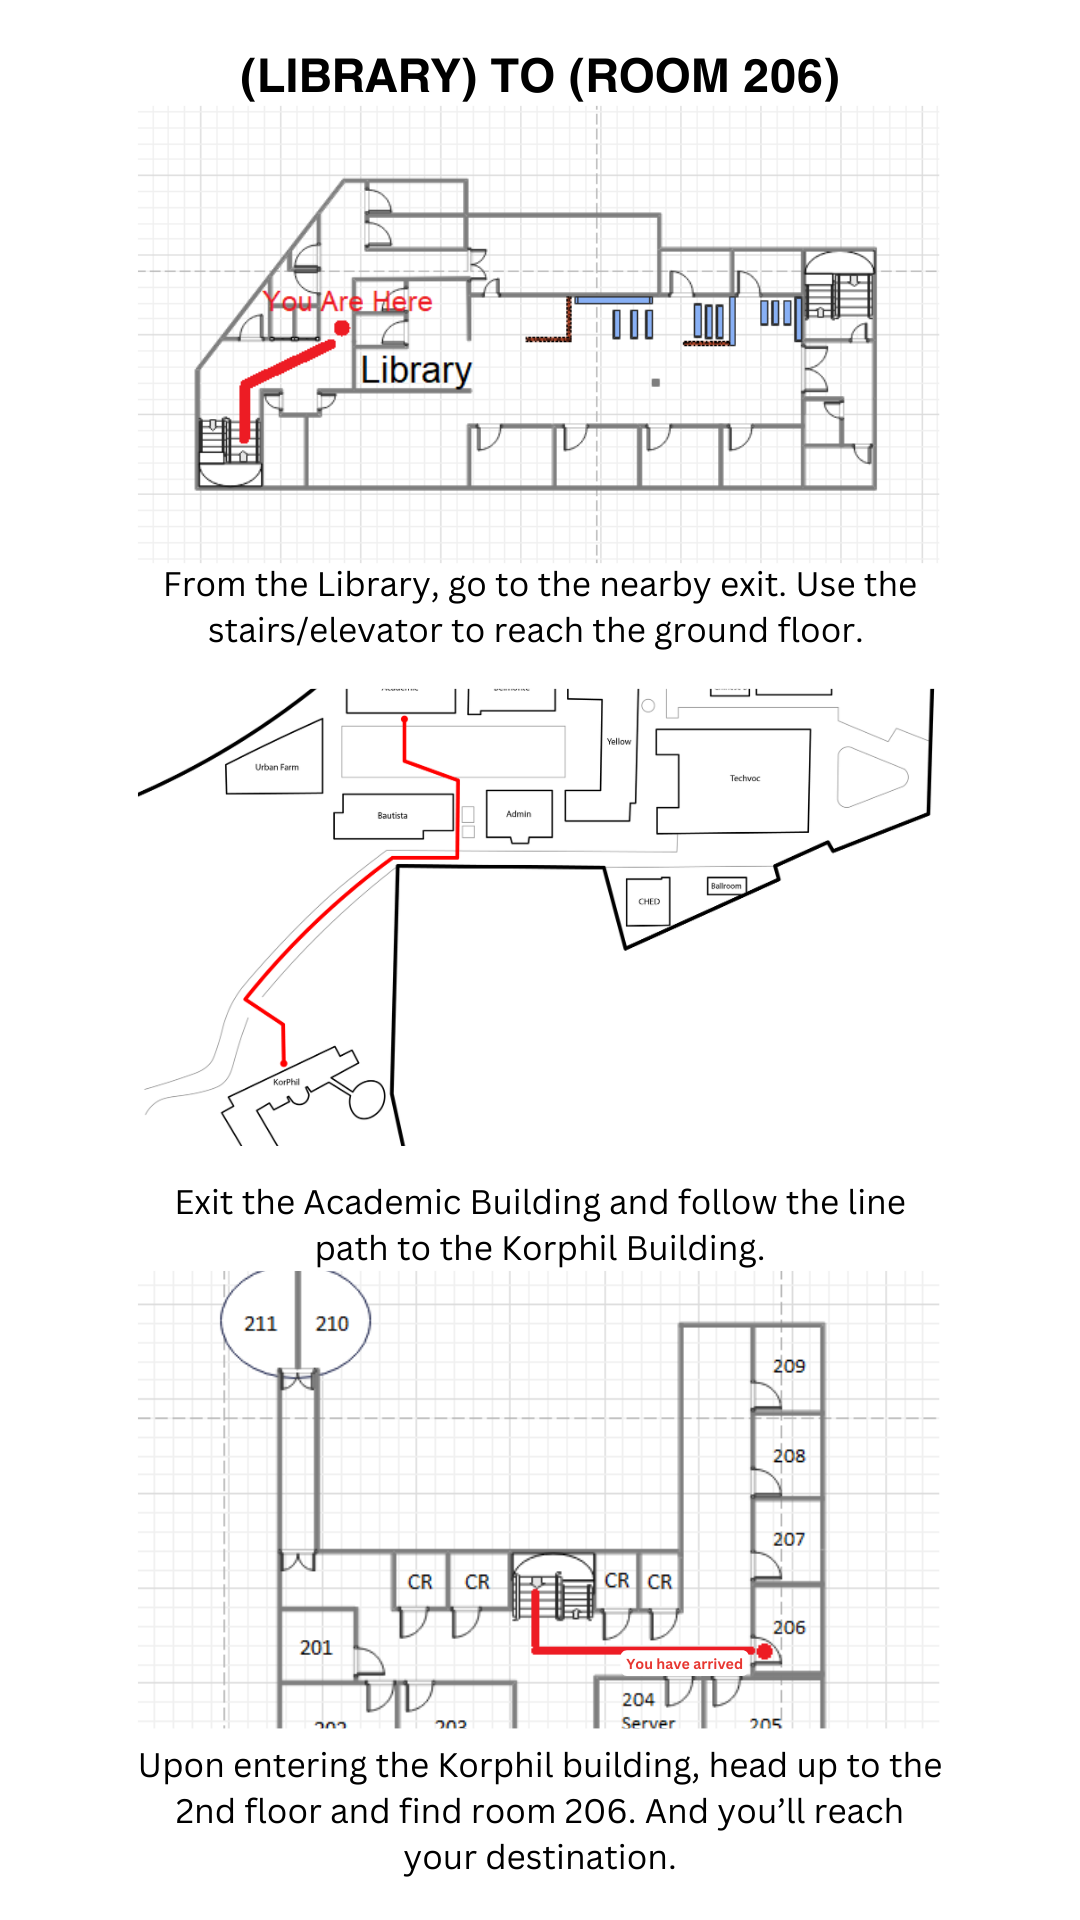 (LIBRARY) TO (ROOM 206)
You Are Here
Library
From the Library, go to the nearby exit. Use the
stairs/elevator to reach the ground floor.
Academic
Yellow
Urban Farm
Techvoc
Bautista
Admin
Ballroom
CHED
KorPhil
Exit the Academic Building and follow the line
path to the Korphil Building.
211
210
209
208
207
CR
CR
CR
CR
206
201
You have arrived
204
Server
202
203
205
Upon entering the Korphil building, head up to the
2nd floor and find room 206. And you’ll reach
your destination.